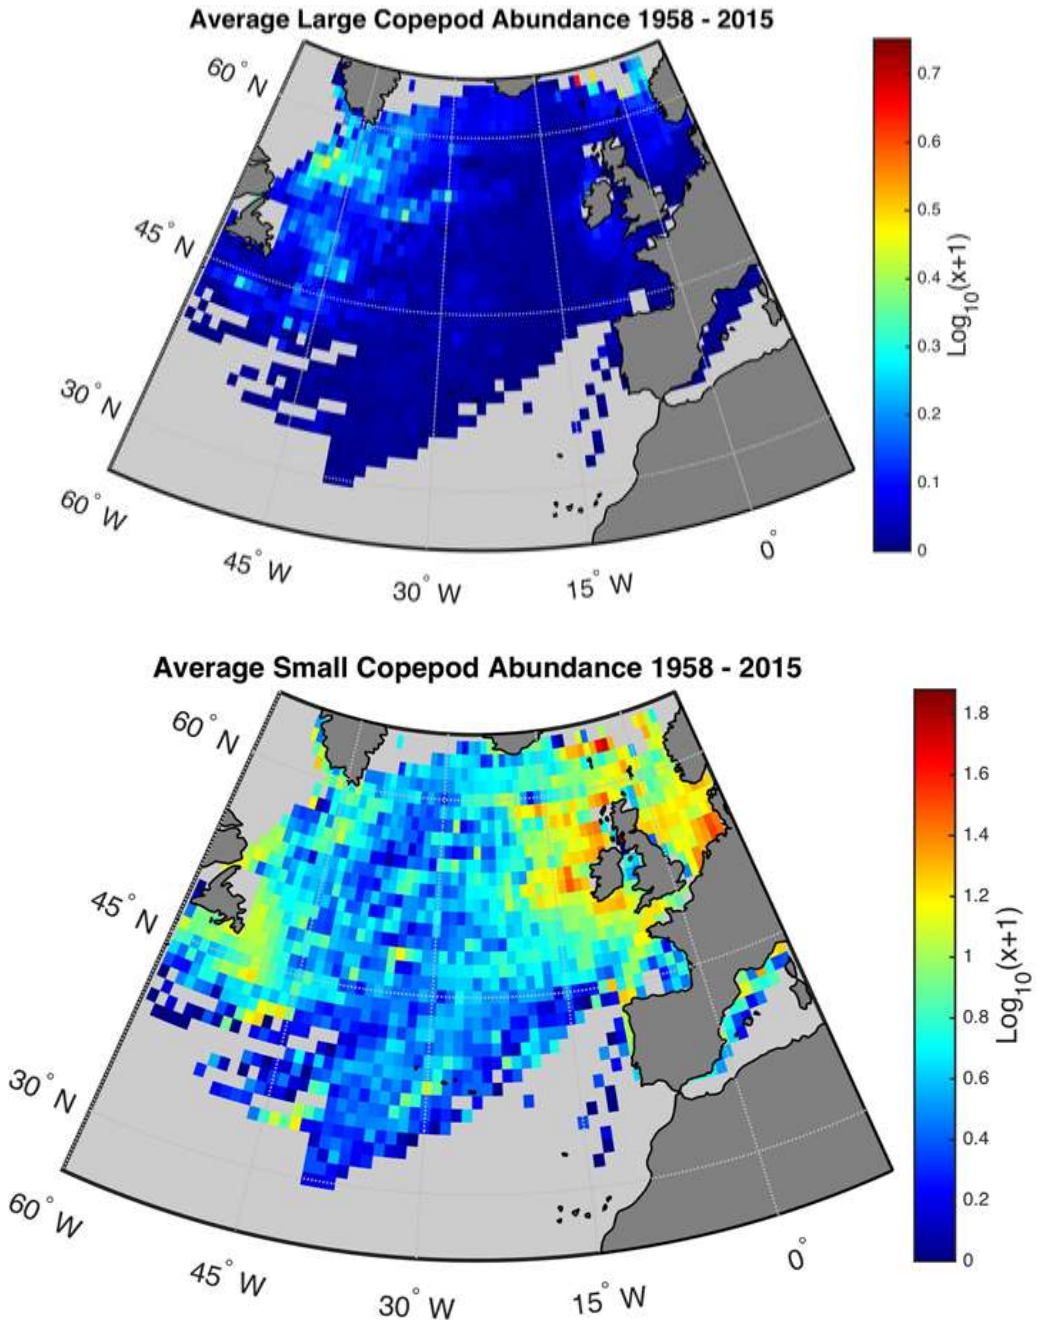 Average Large Copepod Abundance 1958 - 2015
60° N
45° N
30° N
60° W
45° W
30° W
15° W
0°
0.7
0.6
0.5
0.4
0.3
0.2
0.1
0
Log10(x+1)
Average Small Copepod Abundance 1958 - 2015
60° N
45° N
30° N
60° W
45° W
30° W
15° W
0°
1.8
1.6
1.4
1.2
1
0.8
0.6
0.4
0.2
0
Log10(x+1)